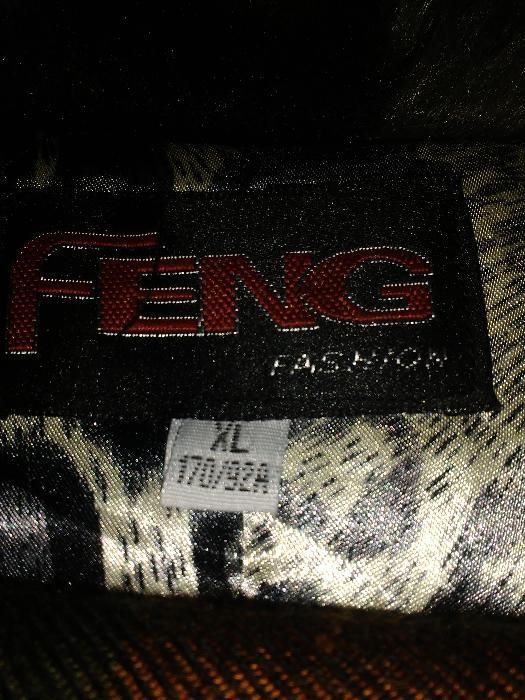 FENG
FASHION
XL
170/92A